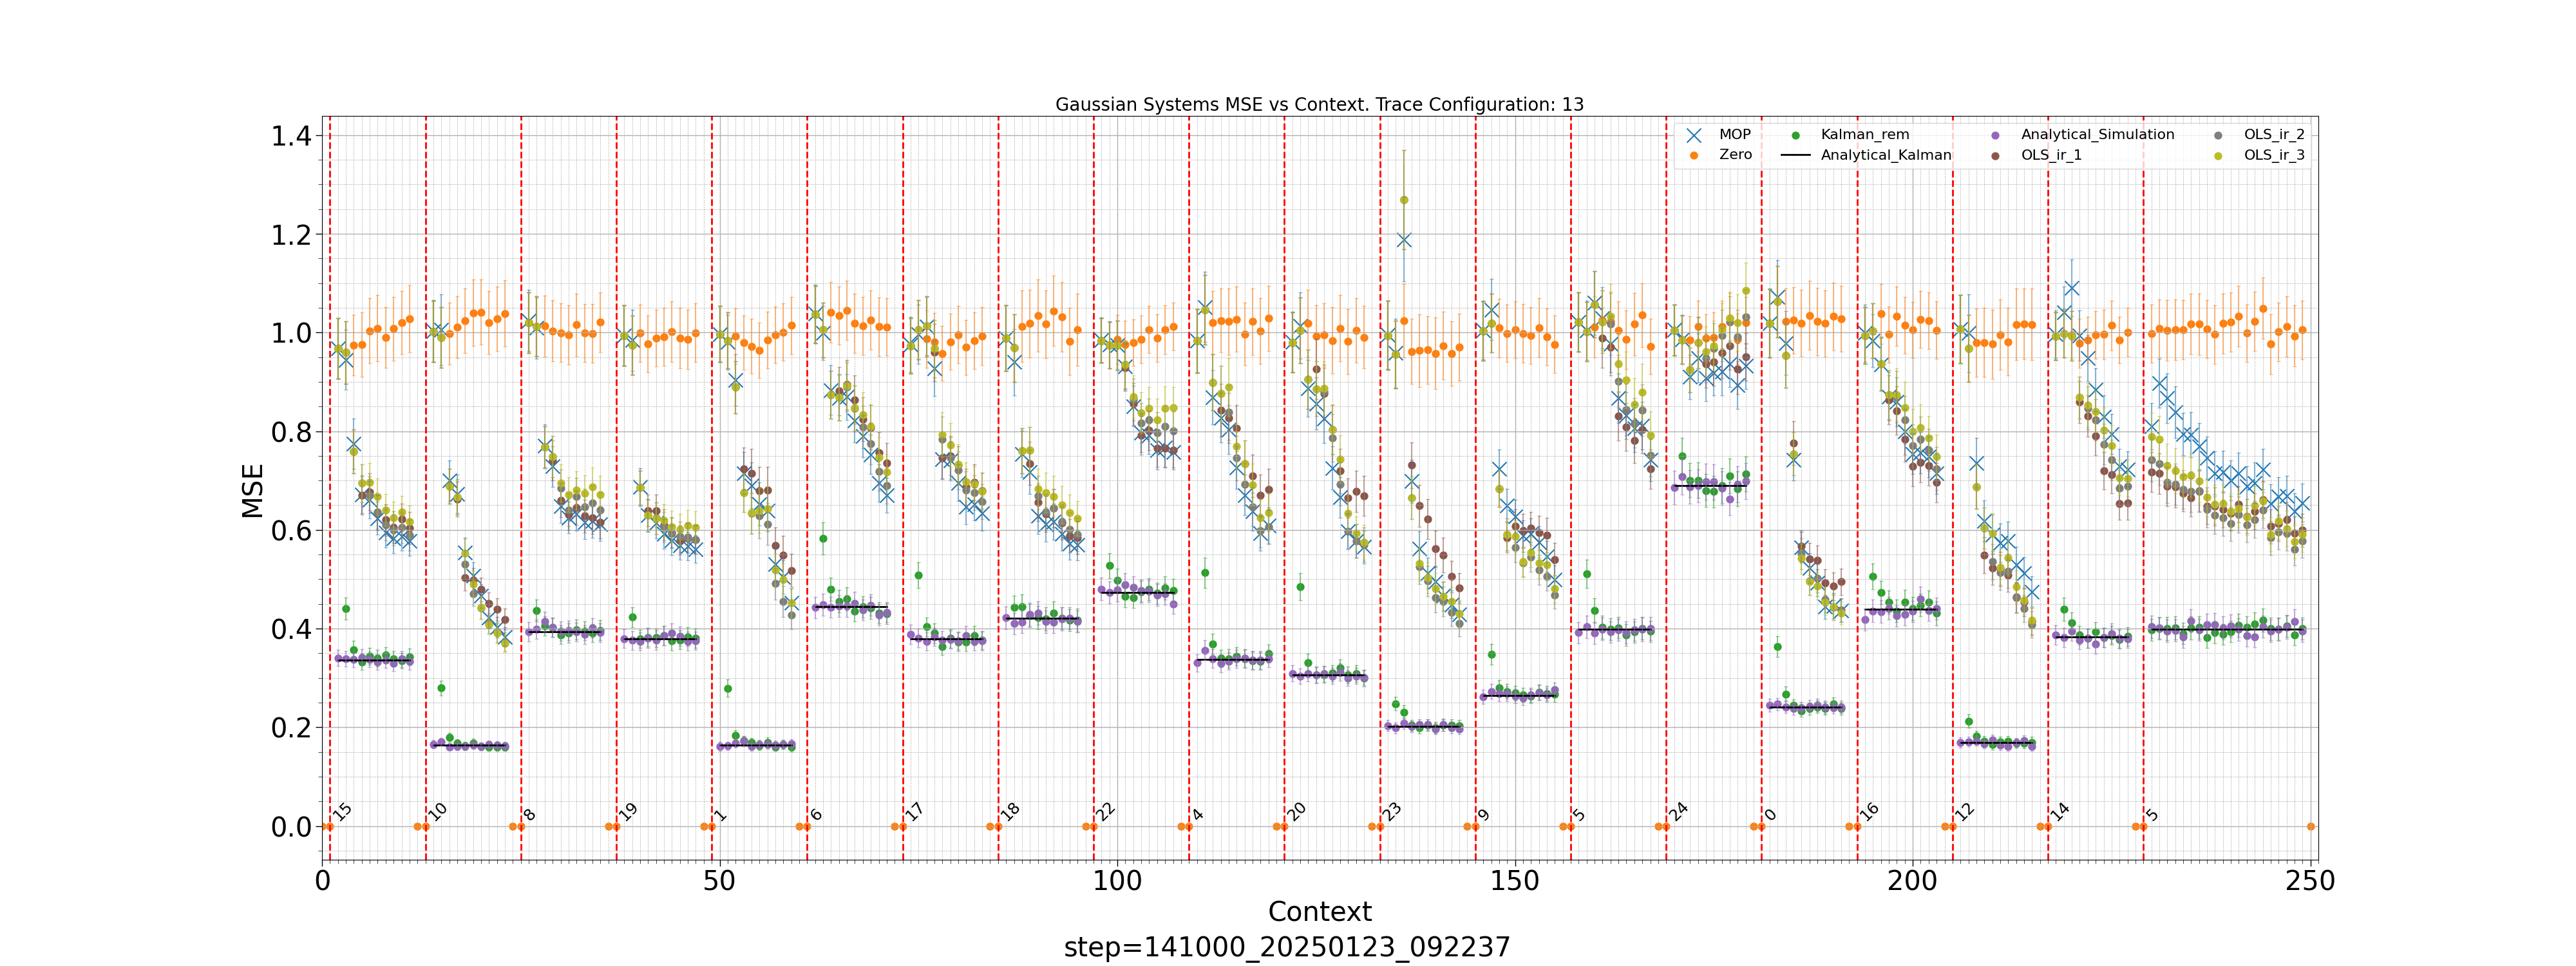 Gaussian Systems MSE vs Context. Trace Configuration: 13
MOP
Zero
Kalman_rem
Analytical_Kalman
Analytical_Simulation
OLS_ir_1
OLS_ir_2
OLS_ir_3
MSE
1.4
1.2
1.0
0.8
0.6
0.4
0.2
0.0
15 10 8 19 1 6 17 18 22 4 20 23 9 5 24 0 16 12 14 5
0 50 100 150 200 250
Context
step=141000_20250123_092237